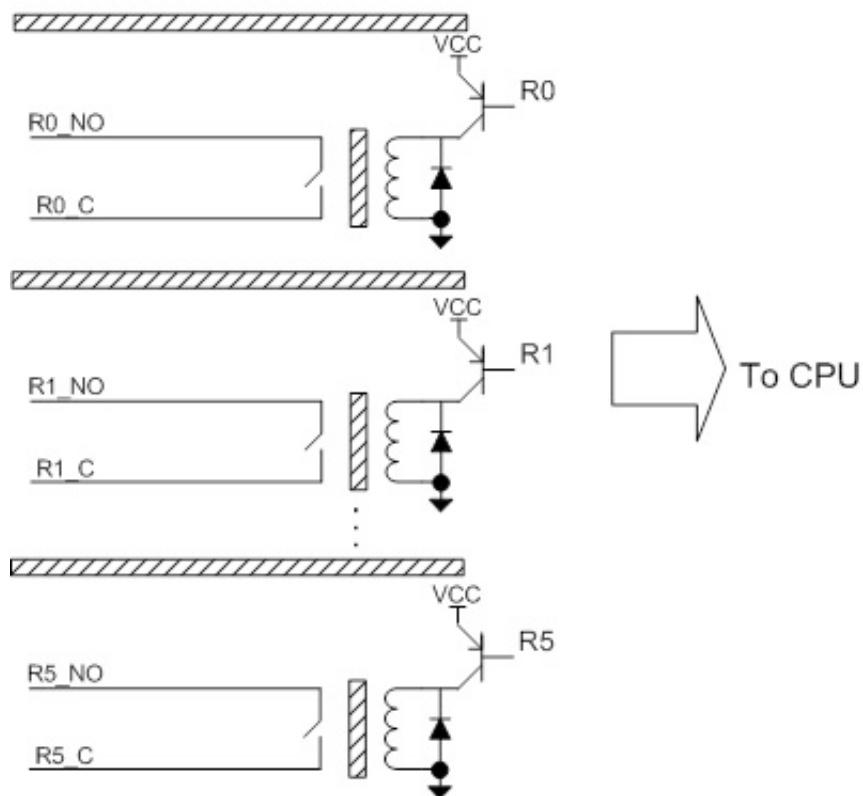 VCC
R0
R0_NO
R0_C
VCC
R1
R1_NO
R1_C
To CPU
VCC
R5
R5_NO
R5_C